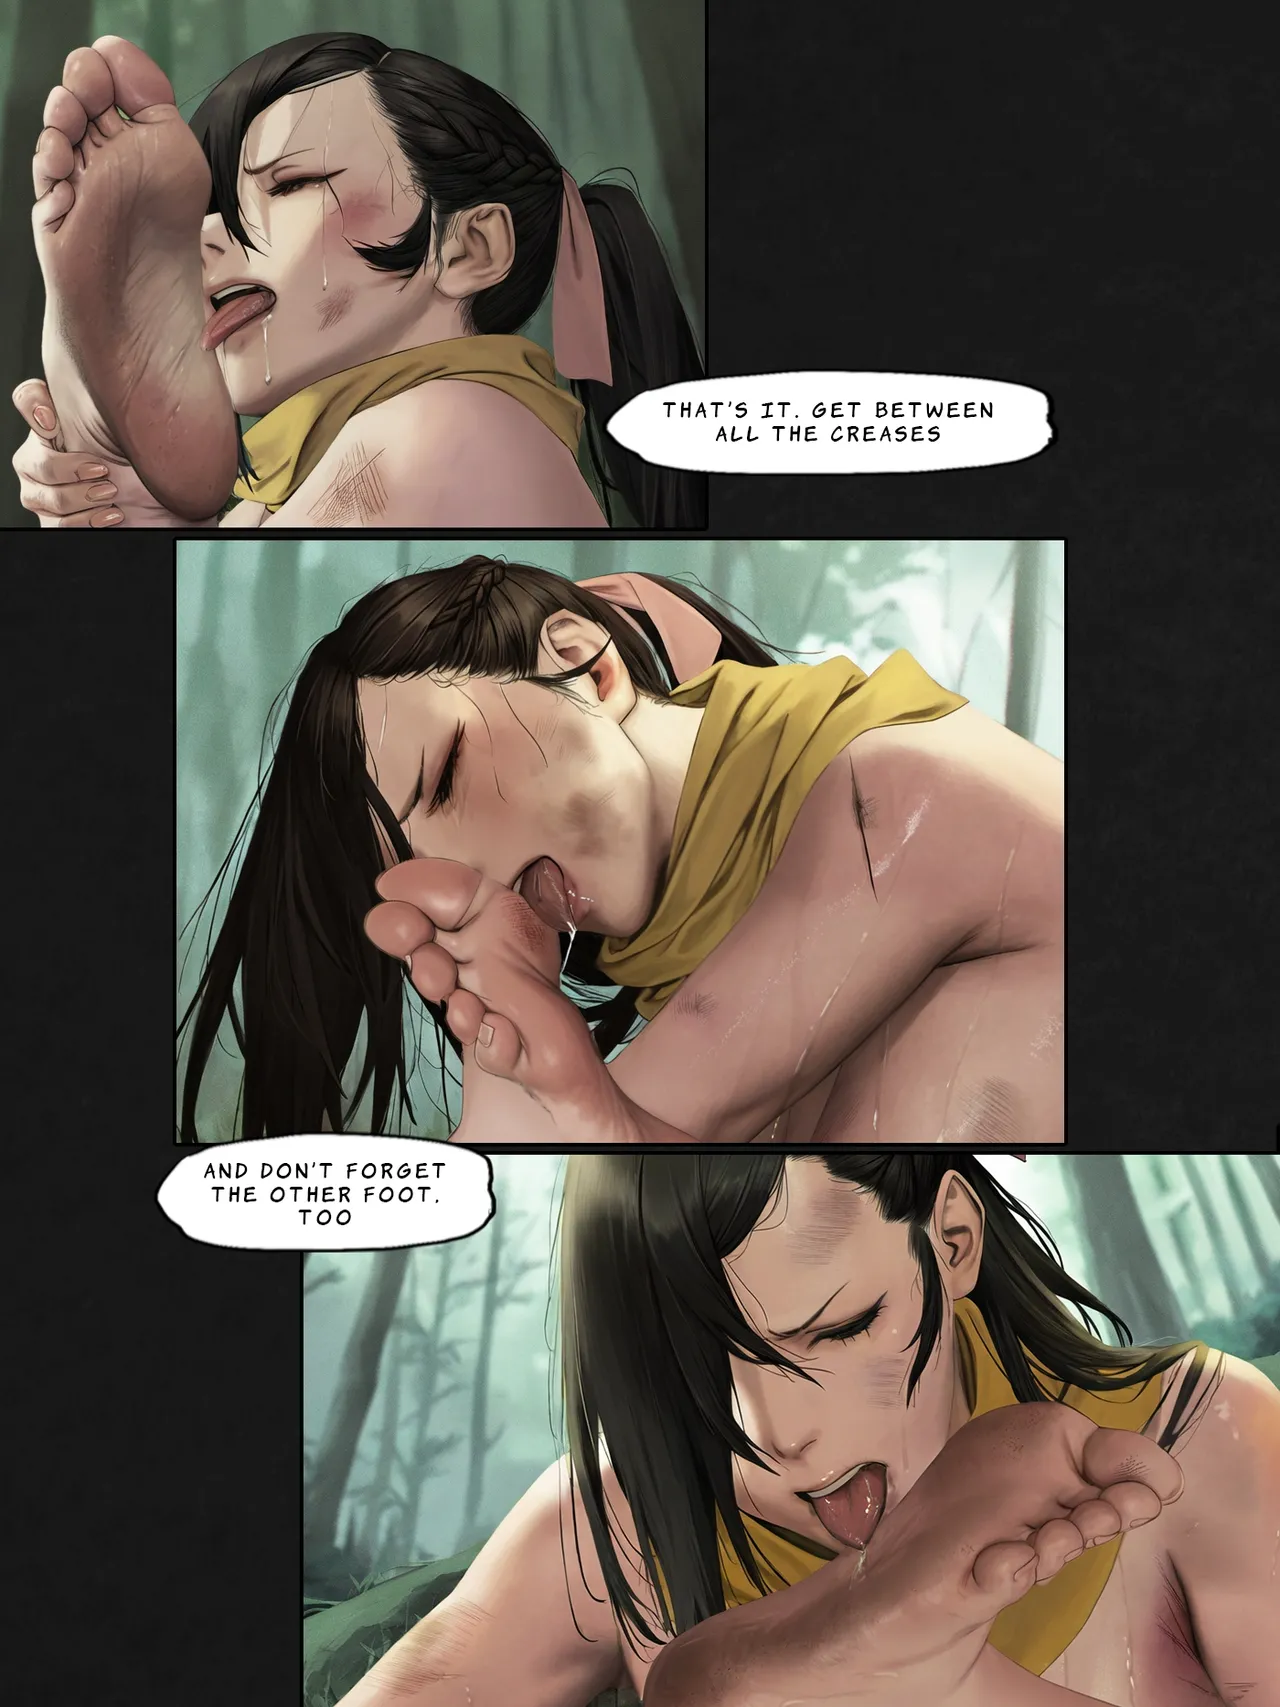 THAT'S IT. GET BETWEEN
ALL THE CREASES
AND DON'T FORGET
THE OTHER FOOT.
TOO